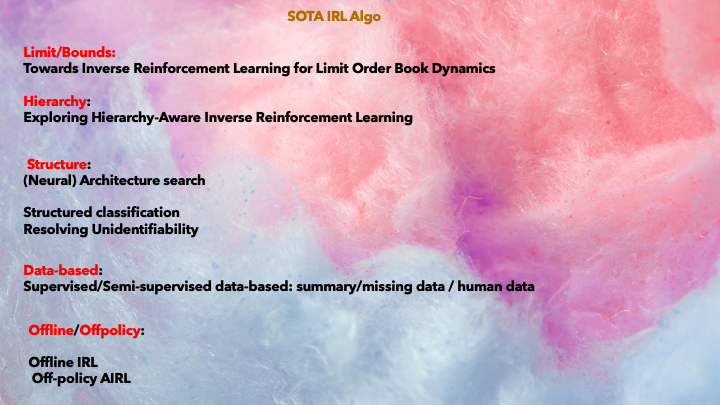 SOTA IRL Algo
Limit/Bounds:
Towards Inverse Reinforcement Learning for Limit Order Book Dynamics
Hierarchy:
Exploring Hierarchy-Aware Inverse Reinforcement Learning
Structure:
(Neural) Architecture search
Structured classification
Resolving Unidentifiability
Data-based:
Supervised/Semi-supervised data-based: summary/missing data / human data
Offline/Offpolicy:
Offline IRL
Off-policy AIRL